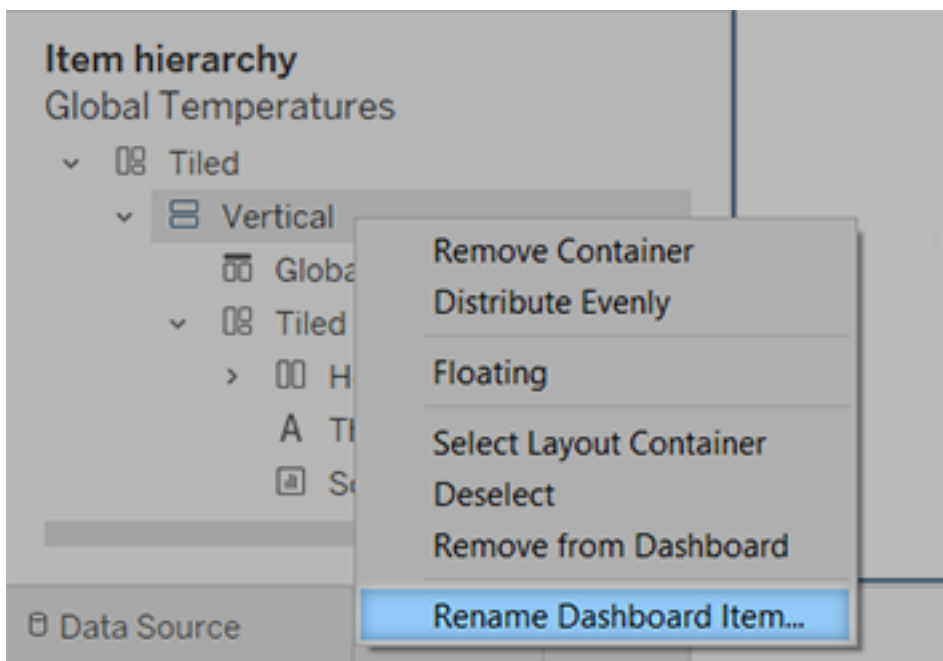 Item hierarchy
Global Temperatures
Tiled
Vertical
Tiled
A
Remove Container
Distribute Evenly
Floating
Select Layout Container
Deselect
Remove from Dashboard
Rename Dashboard Item...
Data Source